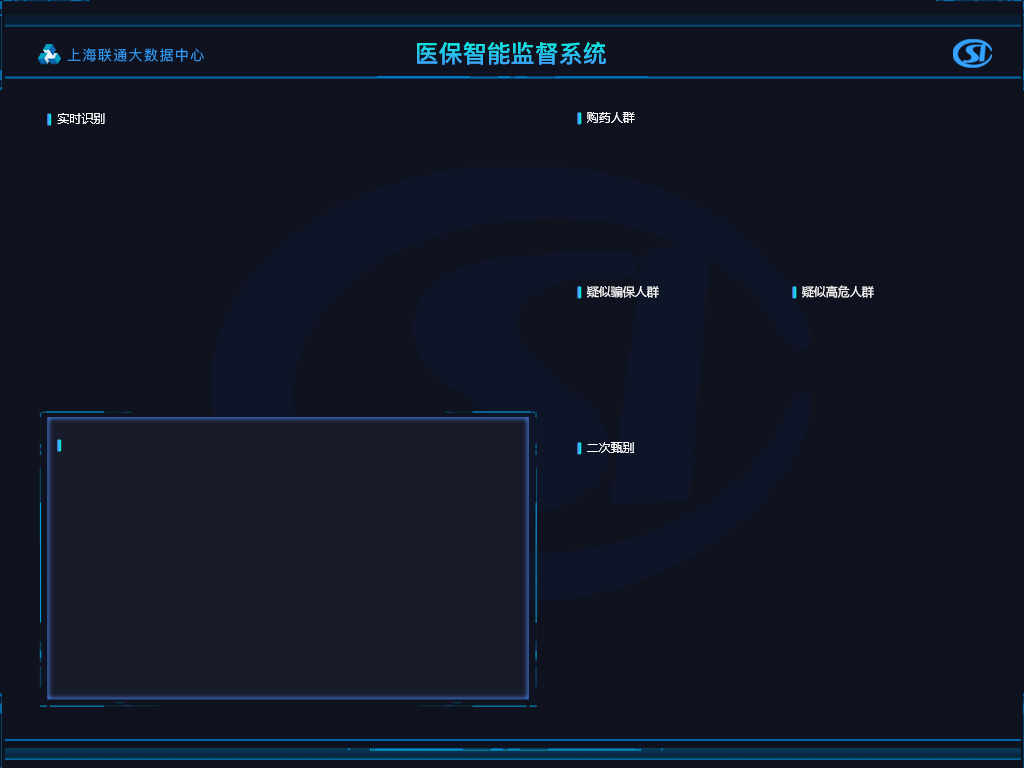 上海联通大数据中心
医保智能监督系统
SI
实时识别
购药人群
疑似骗保人群
疑似高危人群
二次甄别